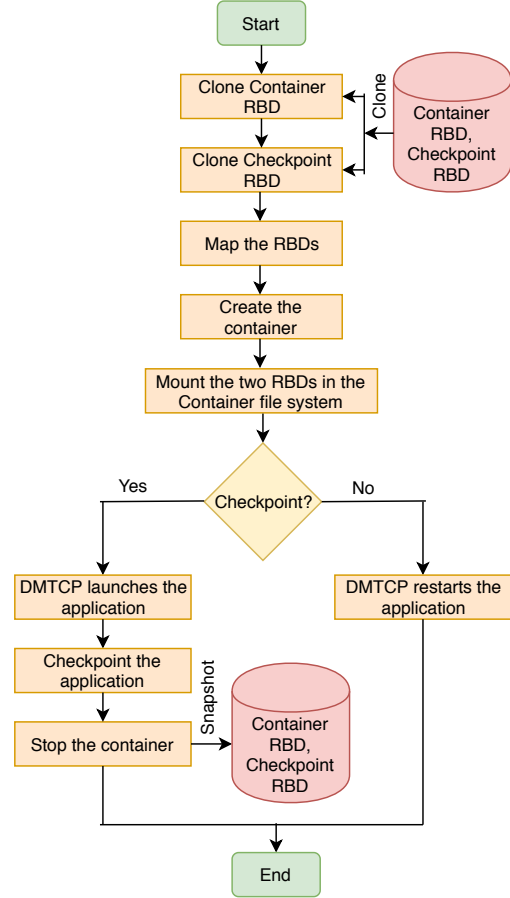 Start
Clone Container
RBD
Clone
Container
RBD,
Checkpoint
RBD
Clone Checkpoint
RBD
Map the RBDs
Create the
container
Mount the two RBDs in the
Container file system
Checkpoint?
Yes
No
DMTCP launches the
application
DMTCP restarts the
application
Checkpoint the
application
Stop the container
Snapshot
Container
RBD,
Checkpoint
RBD
End